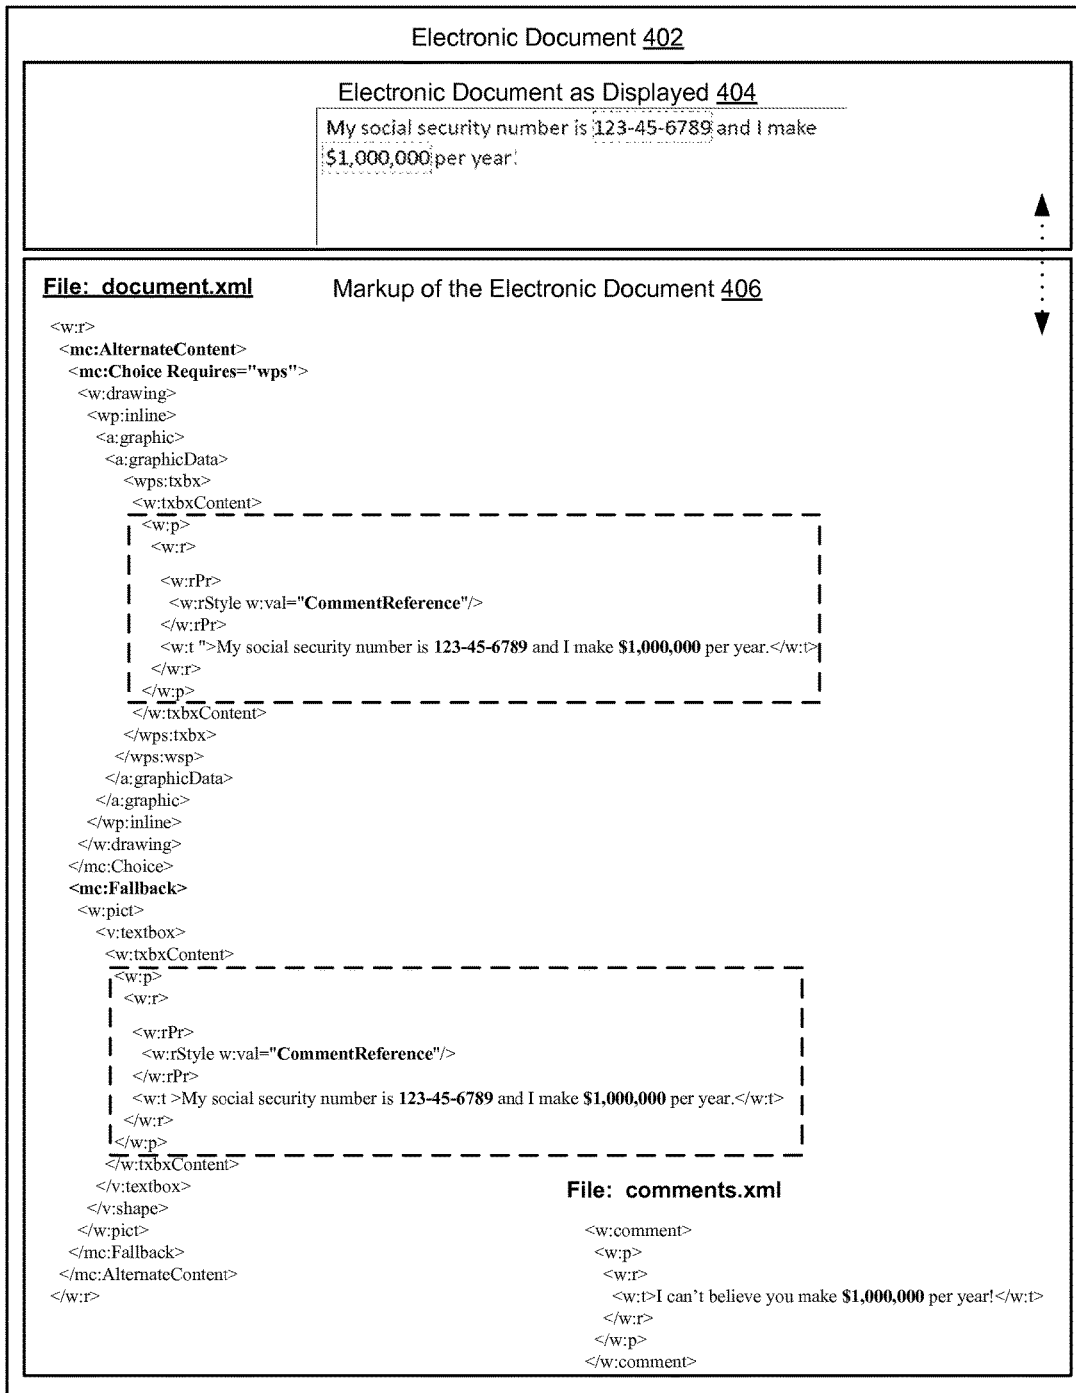 Electronic Document 402
Electronic Document as Displayed 404
My social security number is 123-45-6789 and I make
$1,000,000 per year.
File: document.xml
Markup of the Electronic Document 406
<w:r>
<mc:AlternateContent>
<mc:Choice Requires="wps">
<w:drawing>
<wp:inline>
<a:graphic>
<a:graphicData>
<wps:txbx>
<w:txbxContent>
<w:p>
<w:r>
<w:rPr>
<w:rStyle w:val="CommentReference"/>
</w:rPr>
<w:t ">My social security number is 123-45-6789 and I make $1,000,000 per year.</w:t>
</w:r>
</w:p>
</w:txbxContent>
</wps:txbx>
</wps:wsp>
</a:graphicData>
</a:graphic>
</wp:inline>
</w:drawing>
</mc:Choice>
<mc:Fallback>
<w:pict>
<v:textbox>
<w:txbxContent>
<w:p>
<w:r>
<w:rPr>
<w:rStyle w:val="CommentReference"/>
</w:rPr>
<w:t >My social security number is 123-45-6789 and I make $1,000,000 per year.</w:t>
</w:r>
</w:p>
</w:txbxContent>
</v:textbox>
</v:shape>
</w:pict>
</mc:Fallback>
</mc:AlternateContent>
</w:r>
File: comments.xml
<w:comment>
<w:p>
<w:r>
<w:t>I can't believe you make $1,000,000 per year!</w:t>
</w:r>
</w:p>
</w:comment>